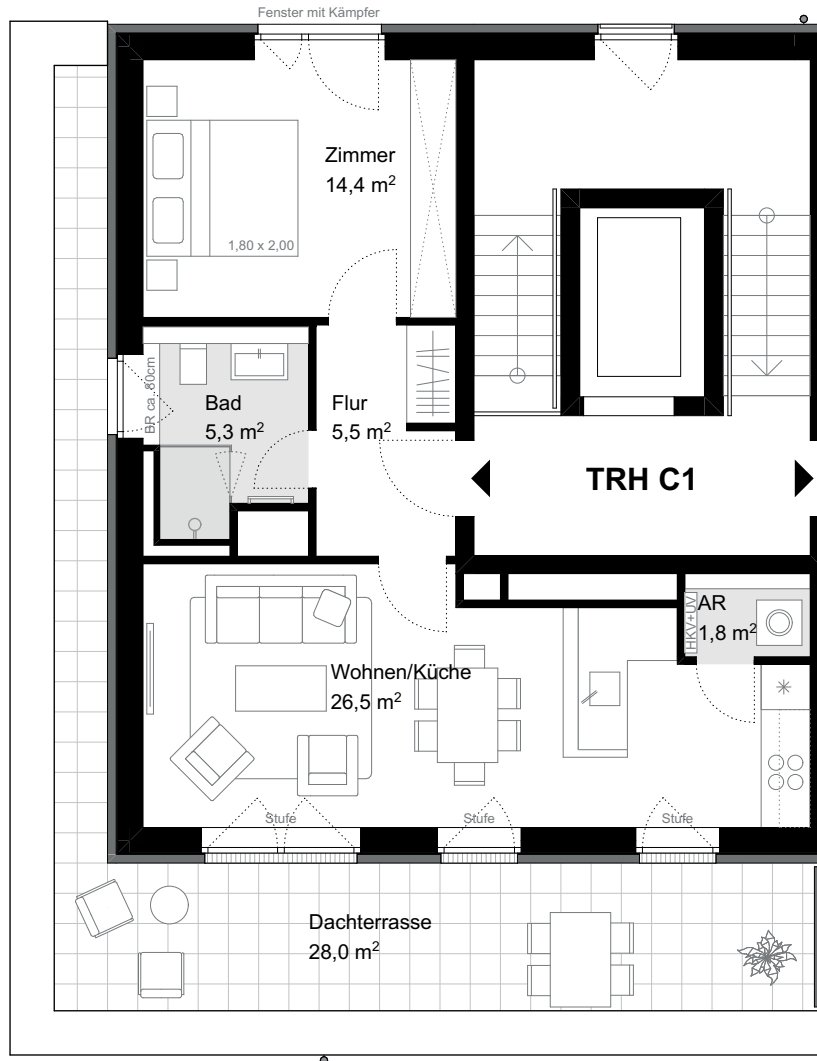 Fenster mit Kämpfer
Zimmer
14,4 m²
1,80 x 2,00
BR ca. 80cm
Bad
5,3 m²
Flur
5,5 m²
TRH C1
HKV+UV
AR
1,8 m²
Wohnen/Küche
26,5 m²
Stufe
Stufe
Stufe
Dachterrasse
28,0 m²